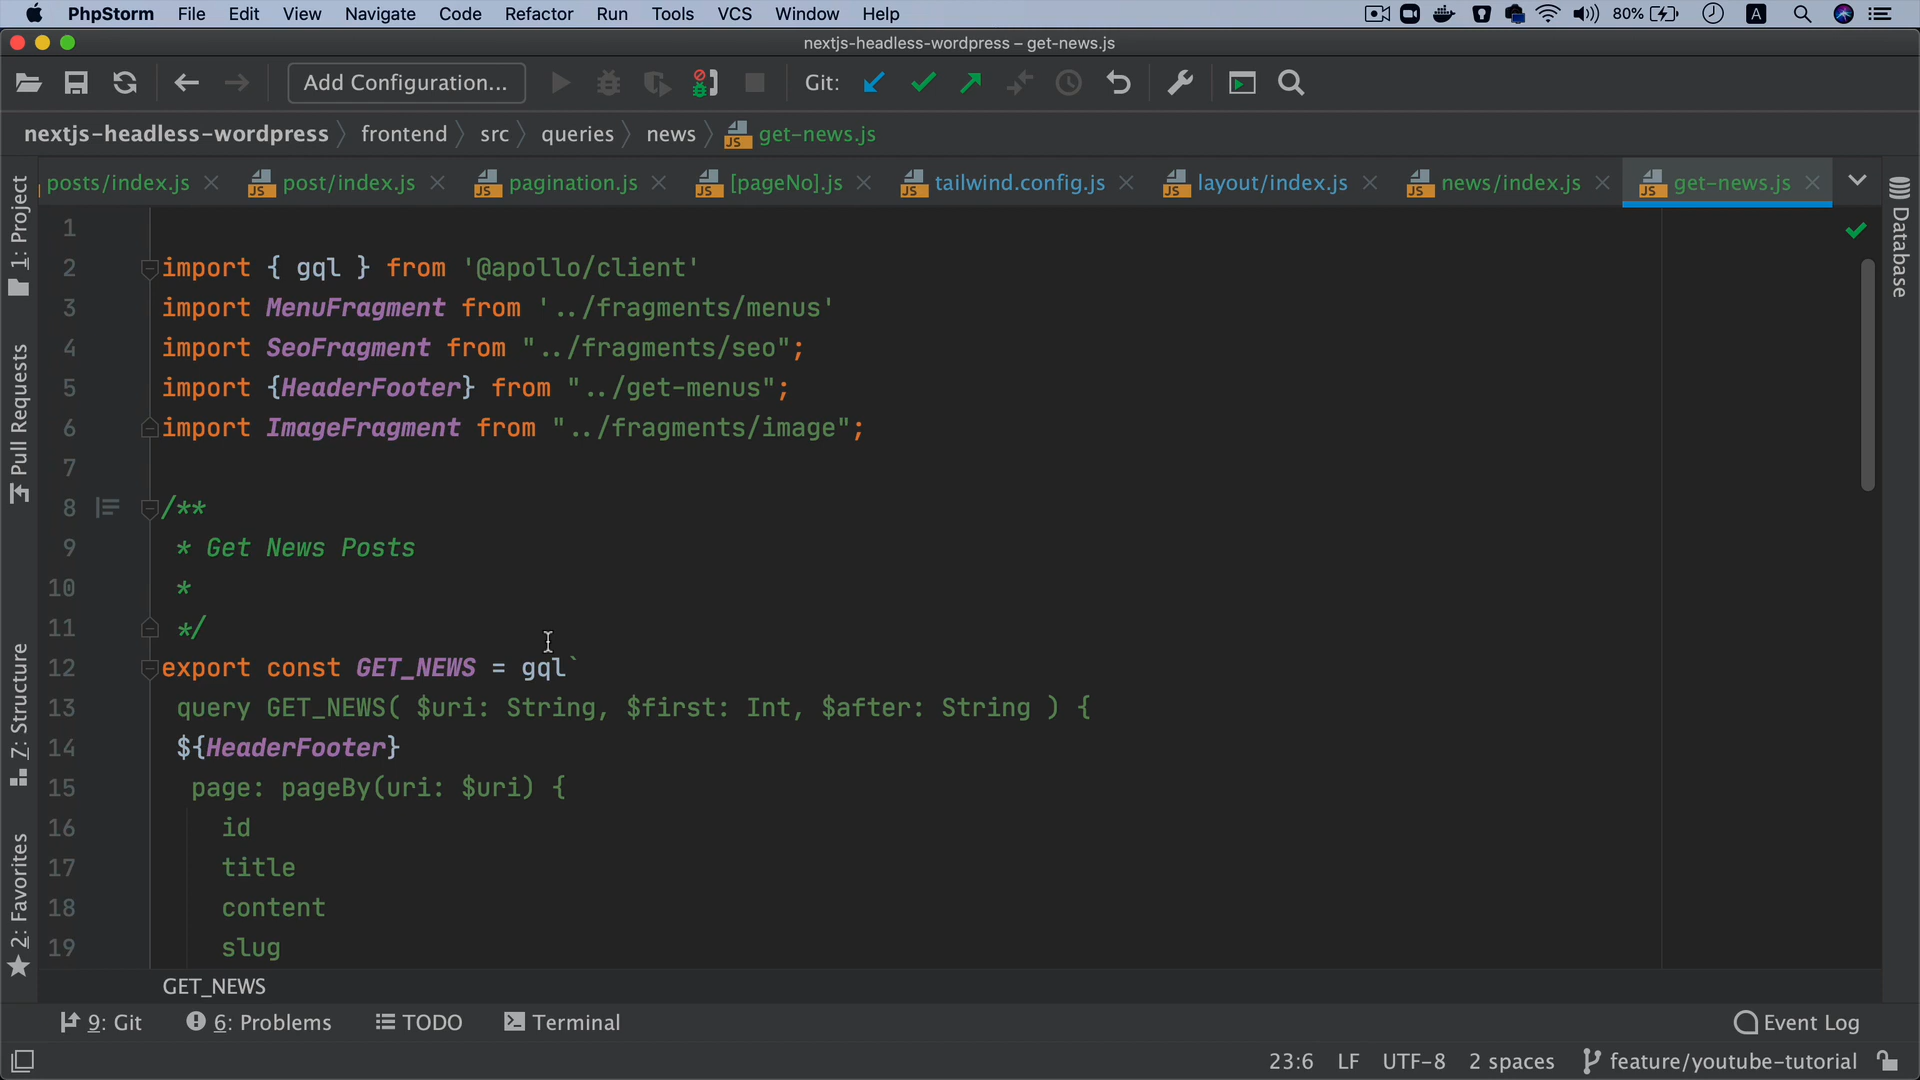 PhpStorm File Edit View Navigate Code Refactor Run Tools VCS Window Help 80% A
nextjs-headless-wordpress – get-news.js
Add Configuration... Git:
nextjs-headless-wordpress frontend src queries news get-news.js
posts/index.js post/index.js pagination.js [pageNo].js tailwind.config.js layout/index.js news/index.js get-news.js
1: Project
Pull Requests
7: Structure
2: Favorites
Database
1
2 import { gql } from '@apollo/client'
3 import MenuFragment from '../fragments/menus'
4 import SeoFragment from "../fragments/seo";
5 import {HeaderFooter} from "../get-menus";
6 import ImageFragment from "../fragments/image";
7
8 /**
9 * Get News Posts
10 *
11 */
12 export const GET_NEWS = gql`
13 query GET_NEWS( $uri: String, $first: Int, $after: String ) {
14 ${HeaderFooter}
15 page: pageBy(uri: $uri) {
16 id
17 title
18 content
19 slug
GET_NEWS
9: Git 6: Problems TODO Terminal Event Log
23:6 LF UTF-8 2 spaces feature/youtube-tutorial